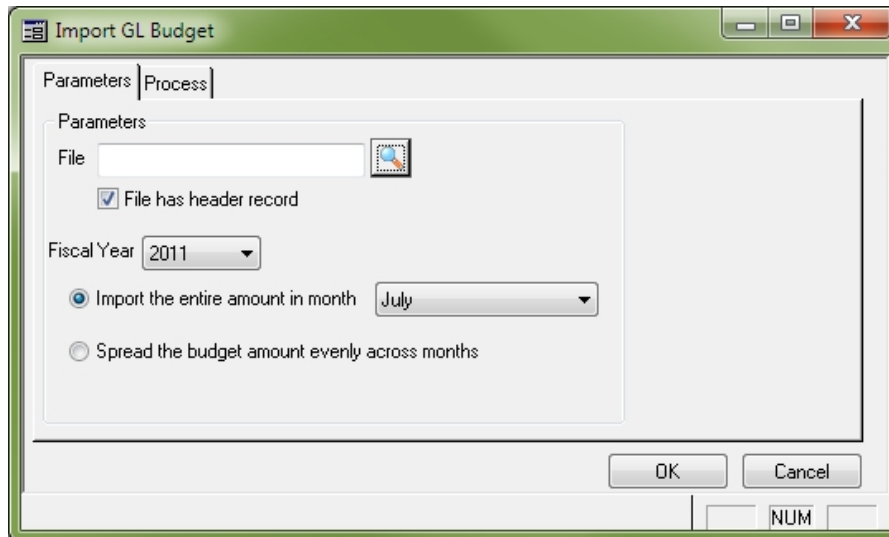 Import GL Budget
Parameters Process
Parameters
File
File has header record
Fiscal Year 2011
Import the entire amount in month July
Spread the budget amount evenly across months
OK Cancel
NUM